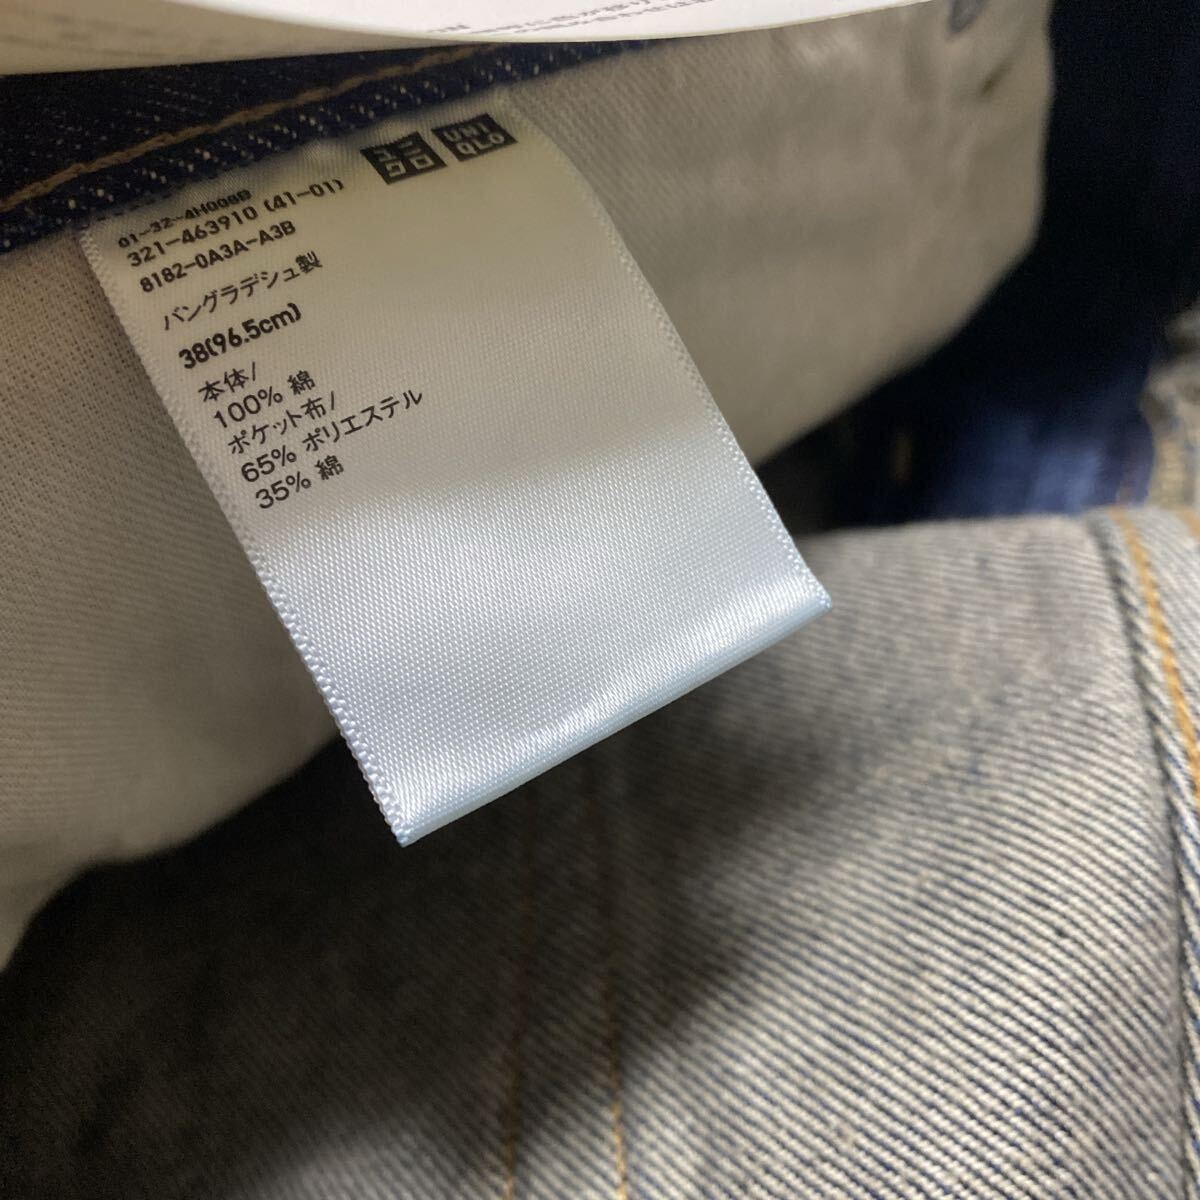 ユニ
クロ
UNI
QLO
01-32-4H008B
321-463910 (41-01)
8182-0A3A-A3B
バングラデシュ製
38(96.5cm)
本体/
100% 綿
ポケット布/
65% ポリエステル
35% 綿